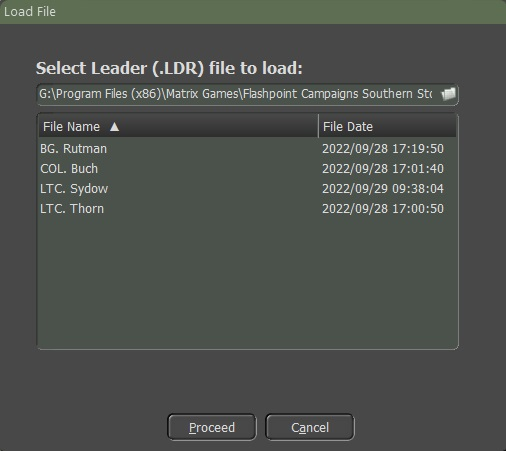 Load File
Select Leader (.LDR) file to load:
G:\Program Files (x86)\Matrix Games\Flashpoint Campaigns Southern Sto
File Name ▲ File Date
BG. Rutman 2022/09/28 17:19:50
COL. Buch 2022/09/28 17:01:40
LTC. Sydow 2022/09/29 09:38:04
LTC. Thorn 2022/09/28 17:00:50
Proceed Cancel